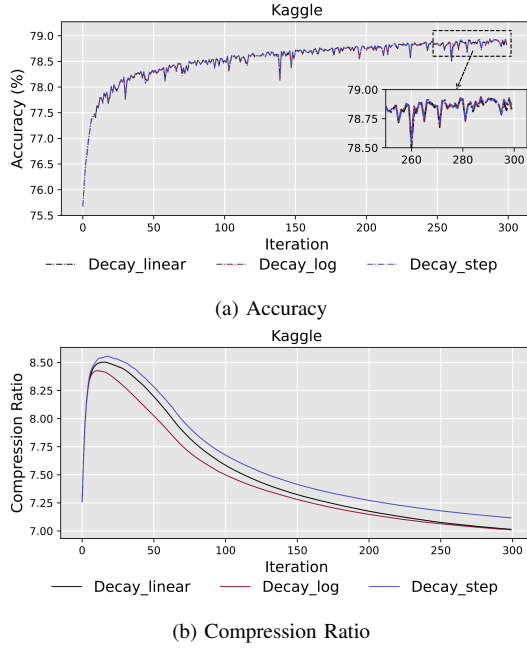 Kaggle
Accuracy (%)
79.0
78.5
78.0
77.5
77.0
76.5
76.0
75.5
79.00
78.75
78.50
260 280 300
0 50 100 150 200 250 300
Iteration
Decay_linear Decay_log Decay_step
(a) Accuracy
Kaggle
Compression Ratio
8.50
8.25
8.00
7.75
7.50
7.25
7.00
0 50 100 150 200 250 300
Iteration
Decay_linear Decay_log Decay_step
(b) Compression Ratio